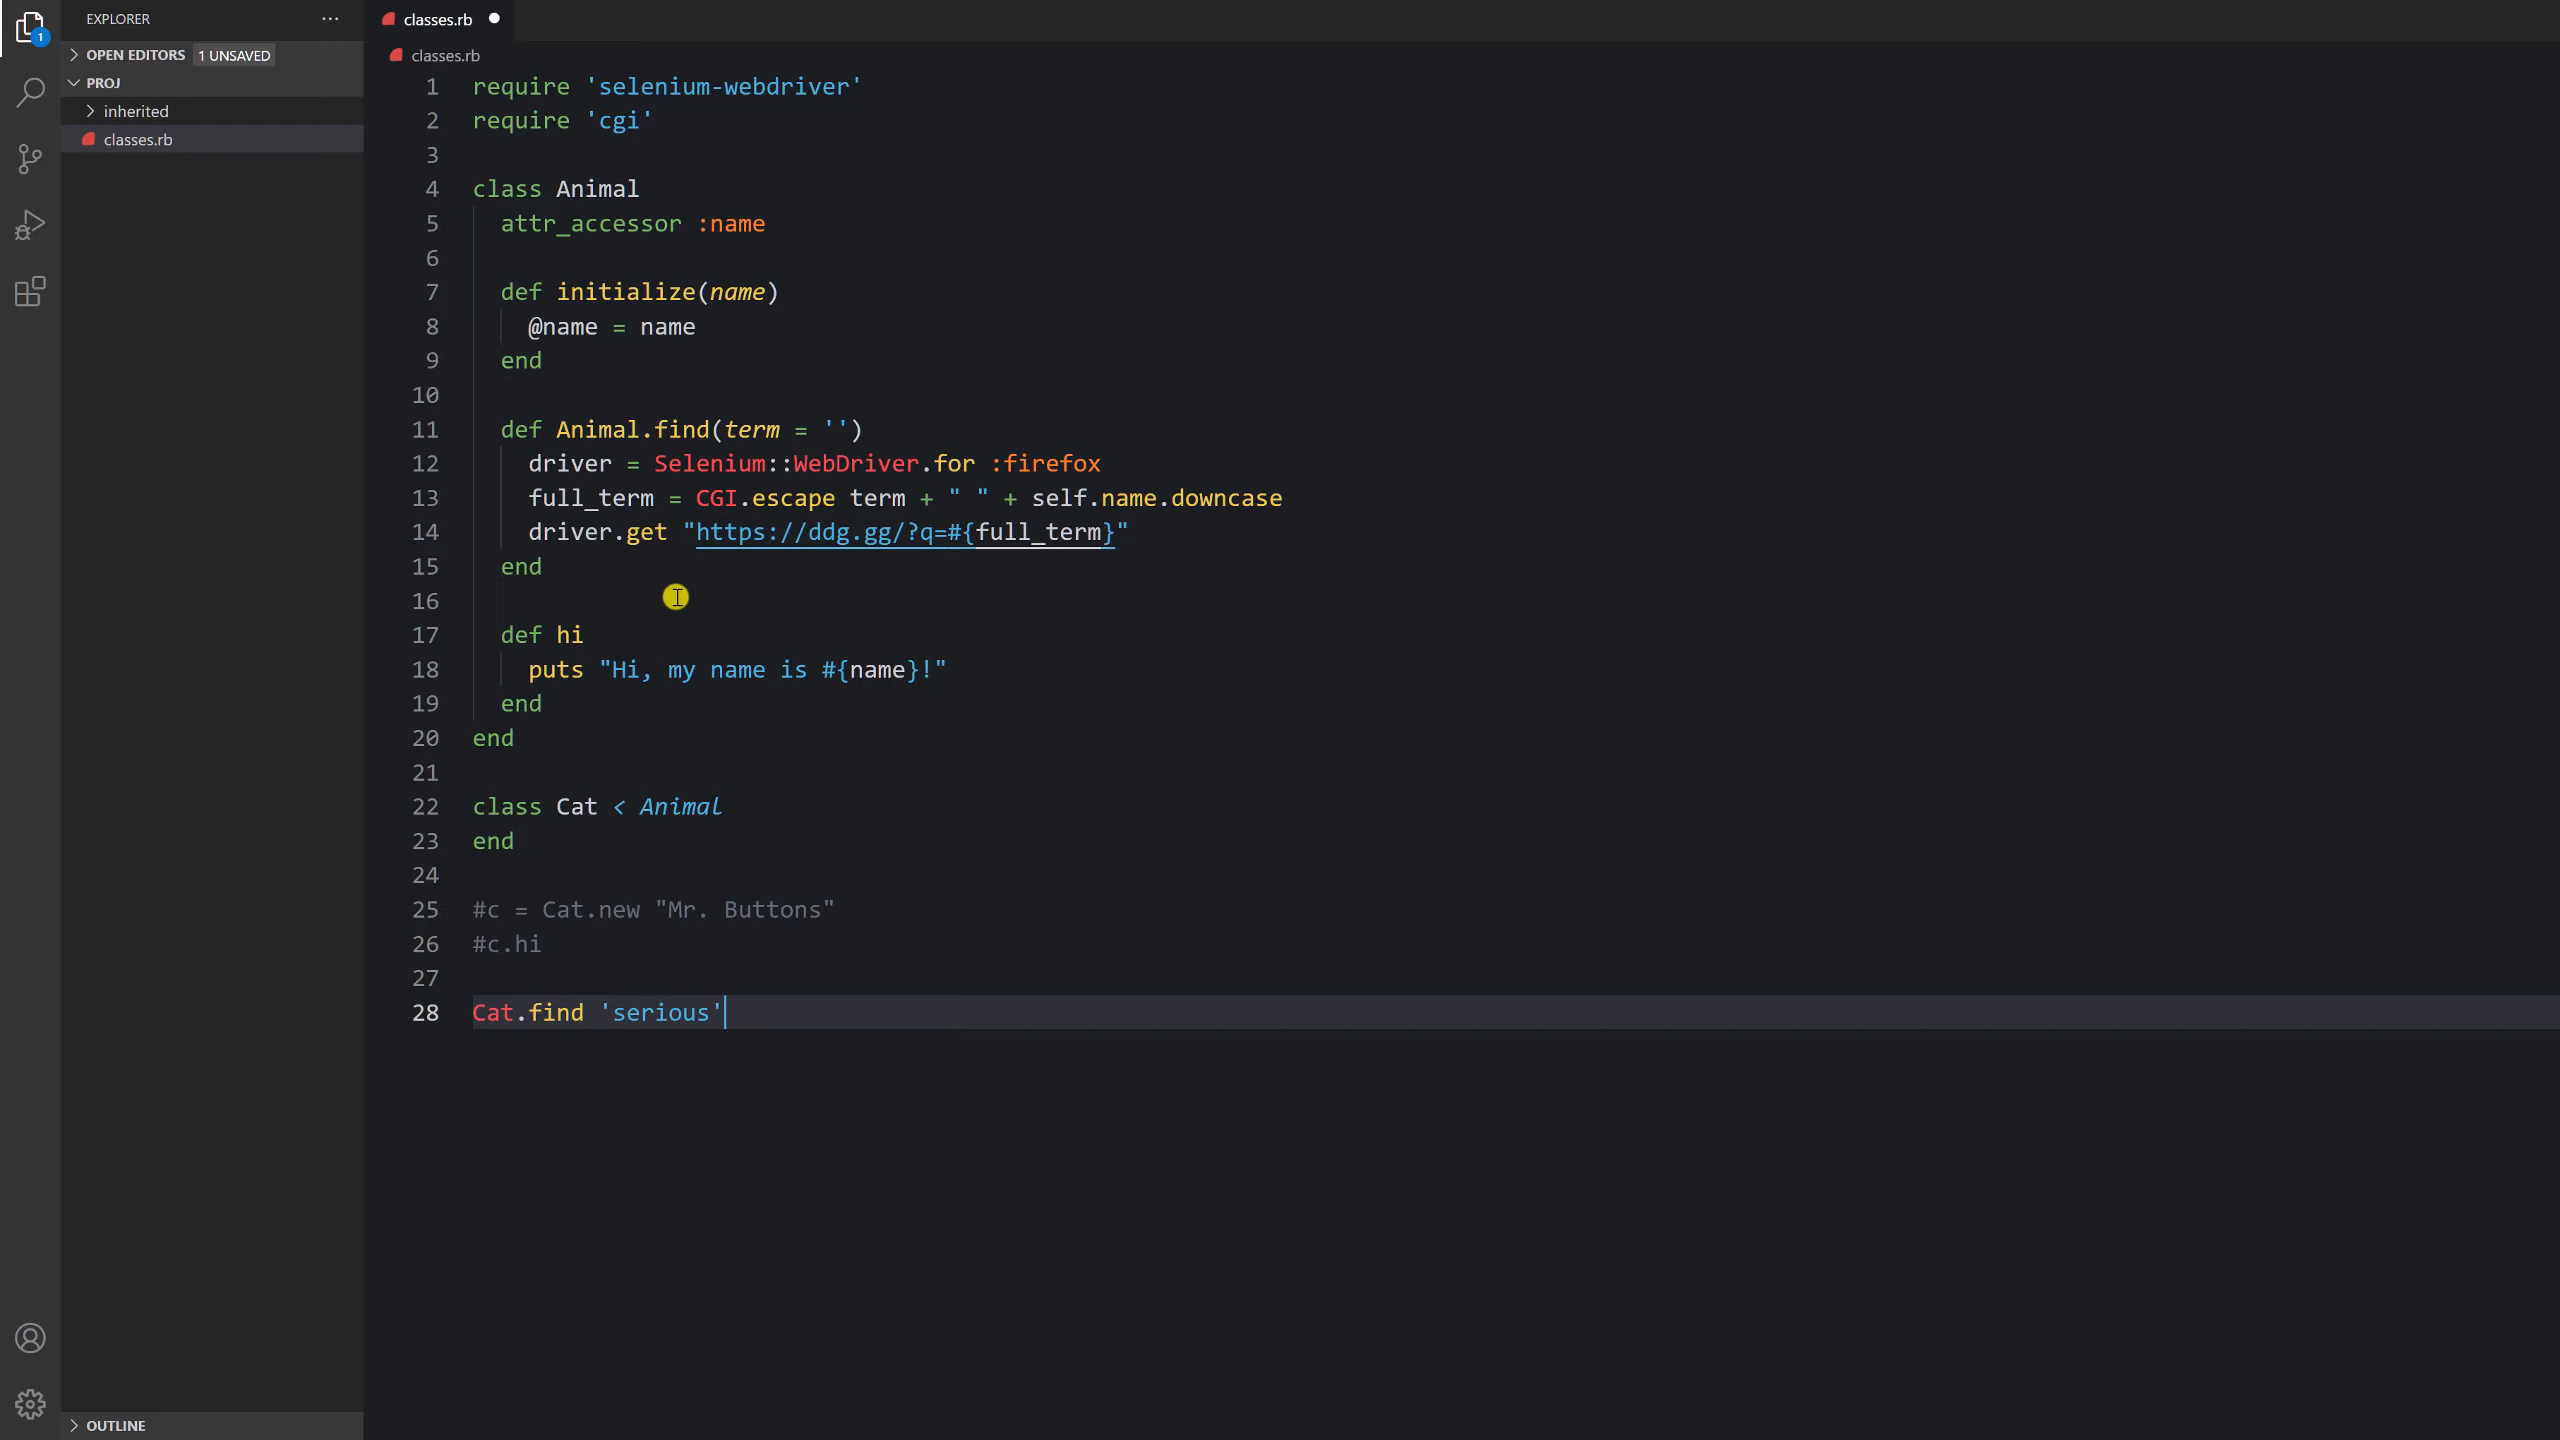 EXPLORER
...
1
OPEN EDITORS 1 UNSAVED
PROJ
inherited
classes.rb
OUTLINE
classes.rb
classes.rb
1 require 'selenium-webdriver'
2 require 'cgi'
3
4 class Animal
5   attr_accessor :name
6
7   def initialize(name)
8     @name = name
9   end
10
11   def Animal.find(term = '')
12     driver = Selenium::WebDriver.for :firefox
13     full_term = CGI.escape term + " " + self.name.downcase
14     driver.get "https://ddg.gg/?q=#{full_term}"
15   end
16
17   def hi
18     puts "Hi, my name is #{name}!"
19   end
20 end
21
22 class Cat < Animal
23 end
24
25 #c = Cat.new "Mr. Buttons"
26 #c.hi
27
28 Cat.find 'serious'